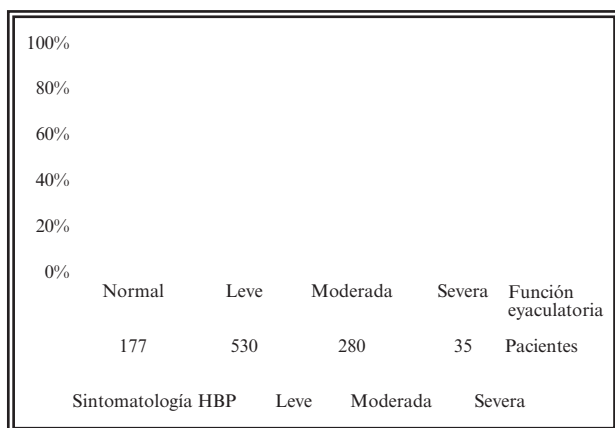 100%
80%
60%
40%
20%
0%
Normal Leve Moderada Severa Función
eyaculatoria
177 530 280 35 Pacientes
Sintomatología HBP Leve Moderada Severa